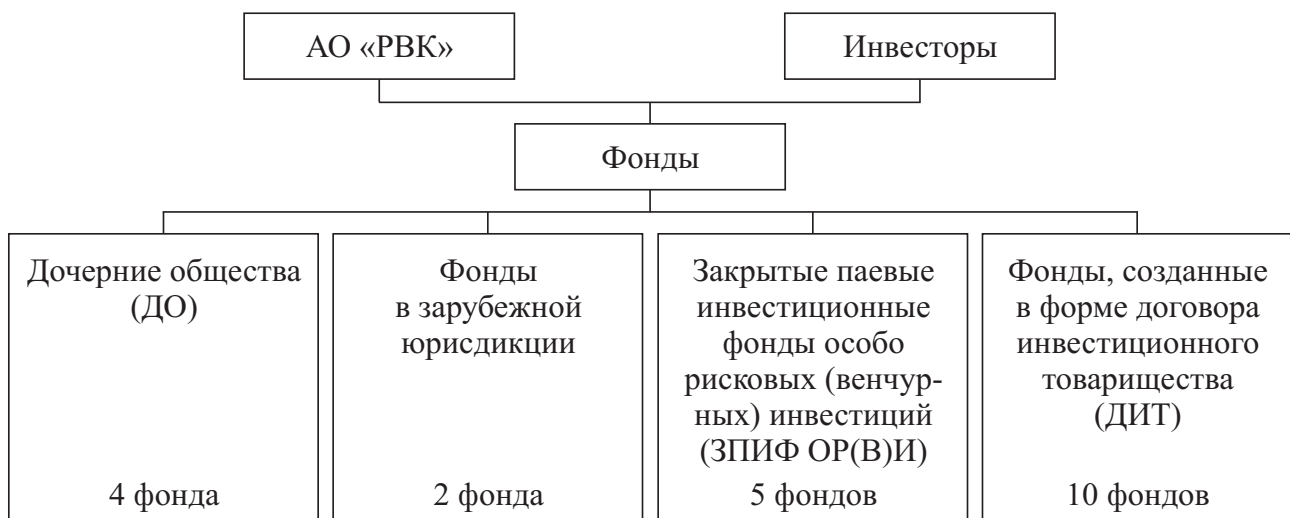 АО «РВК»
Инвесторы
Фонды
Дочерние общества
(ДО)
4 фонда
Фонды
в зарубежной
юрисдикции
2 фонда
Закрытые паевые
инвестиционные
фонды особо
рисковых (венчур-
ных) инвестиций
(ЗПИФ ОР(В)И)
5 фондов
Фонды, созданные
в форме договора
инвестиционного
товарищества
(ДИТ)
10 фондов